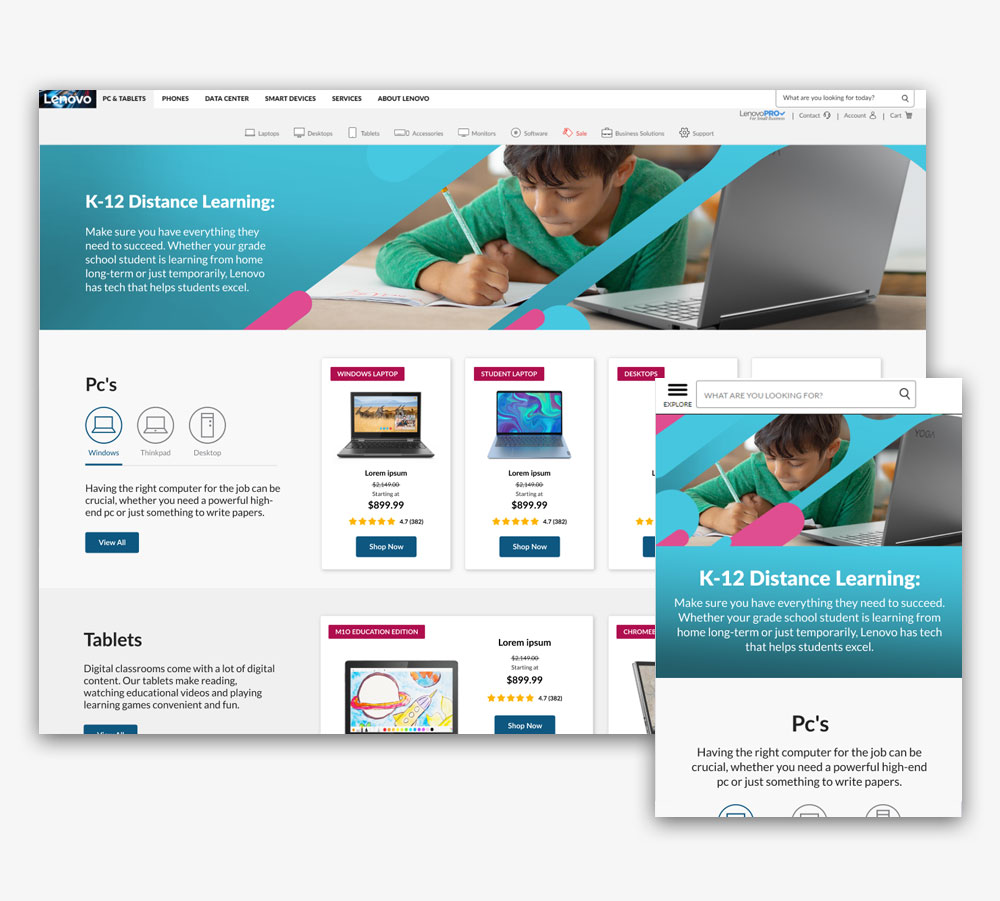 Lenovo
PC & TABLETS PHONES DATA CENTER SMART DEVICES SERVICES ABOUT LENOVO
What are you looking for today?
LenovoPRO
For Small Business
| Contact | Account | Cart
Laptops Desktops Tablets Accessories Monitors Software Sale Business Solutions Support
K-12 Distance Learning:
Make sure you have everything they
need to succeed. Whether your grade
school student is learning from home
long-term or just temporarily, Lenovo
has tech that helps students excel.
Pc's
Windows Thinkpad Desktop
Having the right computer for the job can be
crucial, whether you need a powerful high-
end pc or just something to write papers.
View All
WINDOWS LAPTOP
Lorem ipsum
$2,149.00
Starting at
$899.99
4.7 (382)
Shop Now
STUDENT LAPTOP
Lorem ipsum
$2,149.00
Starting at
$899.99
4.7 (382)
Shop Now
DESKTOPS
Tablets
Digital classrooms come with a lot of digital
content. Our tablets make reading,
watching educational videos and playing
learning games convenient and fun.
View All
M10 EDUCATION EDITION
Lorem ipsum
$2,149.00
Starting at
$899.99
4.7 (382)
Shop Now
CHROMEB
EXPLORE
WHAT ARE YOU LOOKING FOR?
YOGA
K-12 Distance Learning:
Make sure you have everything they need to succeed.
Whether your grade school student is learning from
home long-term or just temporarily, Lenovo has tech
that helps students excel.
Pc's
Having the right computer for the job can be
crucial, whether you need a powerful high-end
pc or just something to write papers.